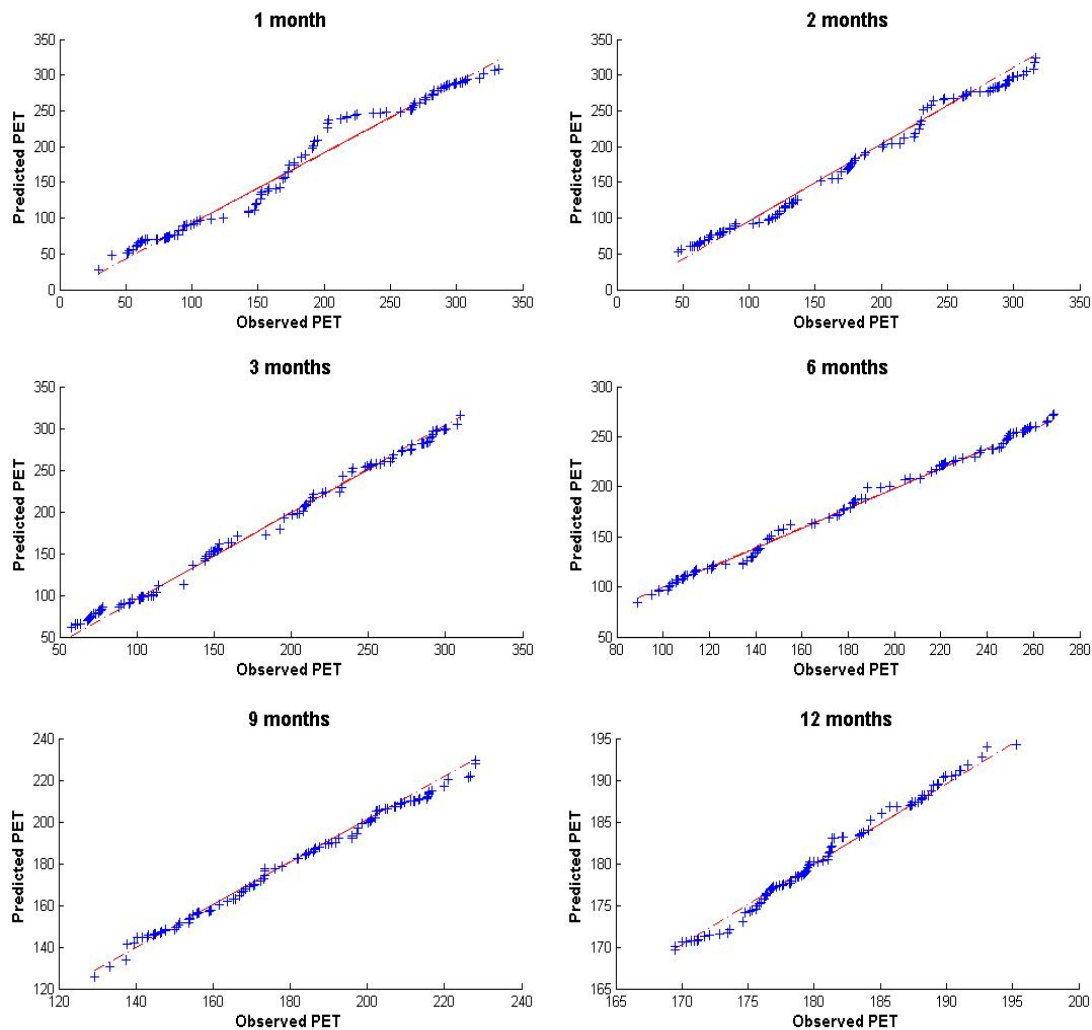 1 month
350
300
250
200
150
100
50
0
Predicted PET
0 50 100 150 200 250 300 350
Observed PET
2 months
350
300
250
200
150
100
50
0
Predicted PET
0 50 100 150 200 250 300 350
Observed PET
3 months
350
300
250
200
150
100
50
Predicted PET
50 100 150 200 250 300 350
Observed PET
6 months
300
250
200
150
100
50
Predicted PET
80 100 120 140 160 180 200 220 240 260 280
Observed PET
9 months
240
220
200
180
160
140
120
Predicted PET
120 140 160 180 200 220 240
Observed PET
12 months
195
190
185
180
175
170
165
Predicted PET
165 170 175 180 185 190 195 200
Observed PET